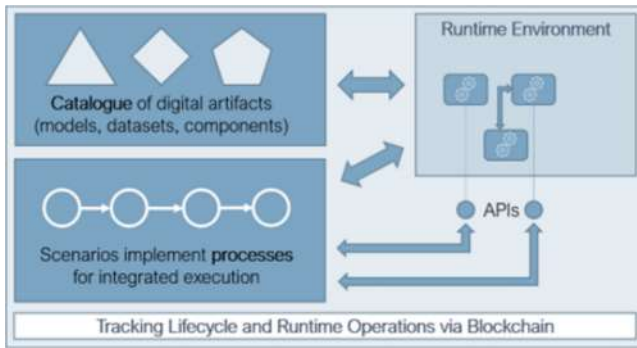 Runtime Environment
Catalogue of digital artifacts
(models, datasets, components)
APIs
Scenarios implement processes
for integrated execution
Tracking Lifecycle and Runtime Operations via Blockchain